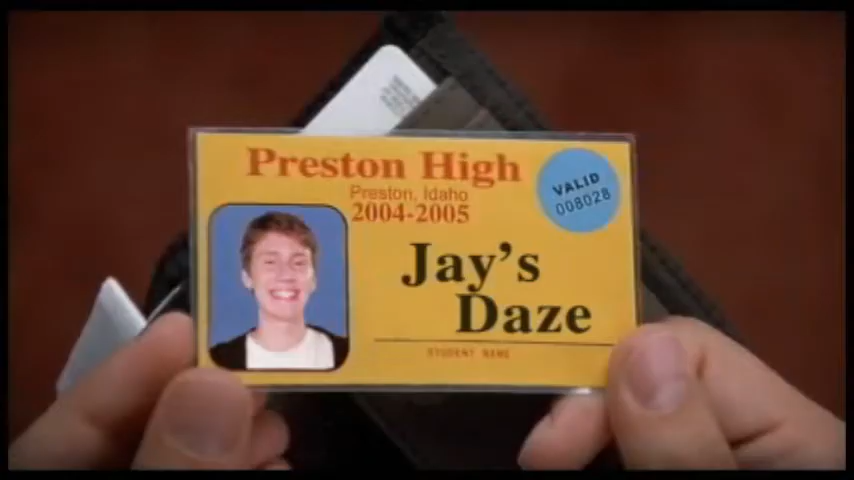 Preston High
Preston, Idaho
2004-2005
VALID
008028
Jay's
Daze
STUDENT NAME